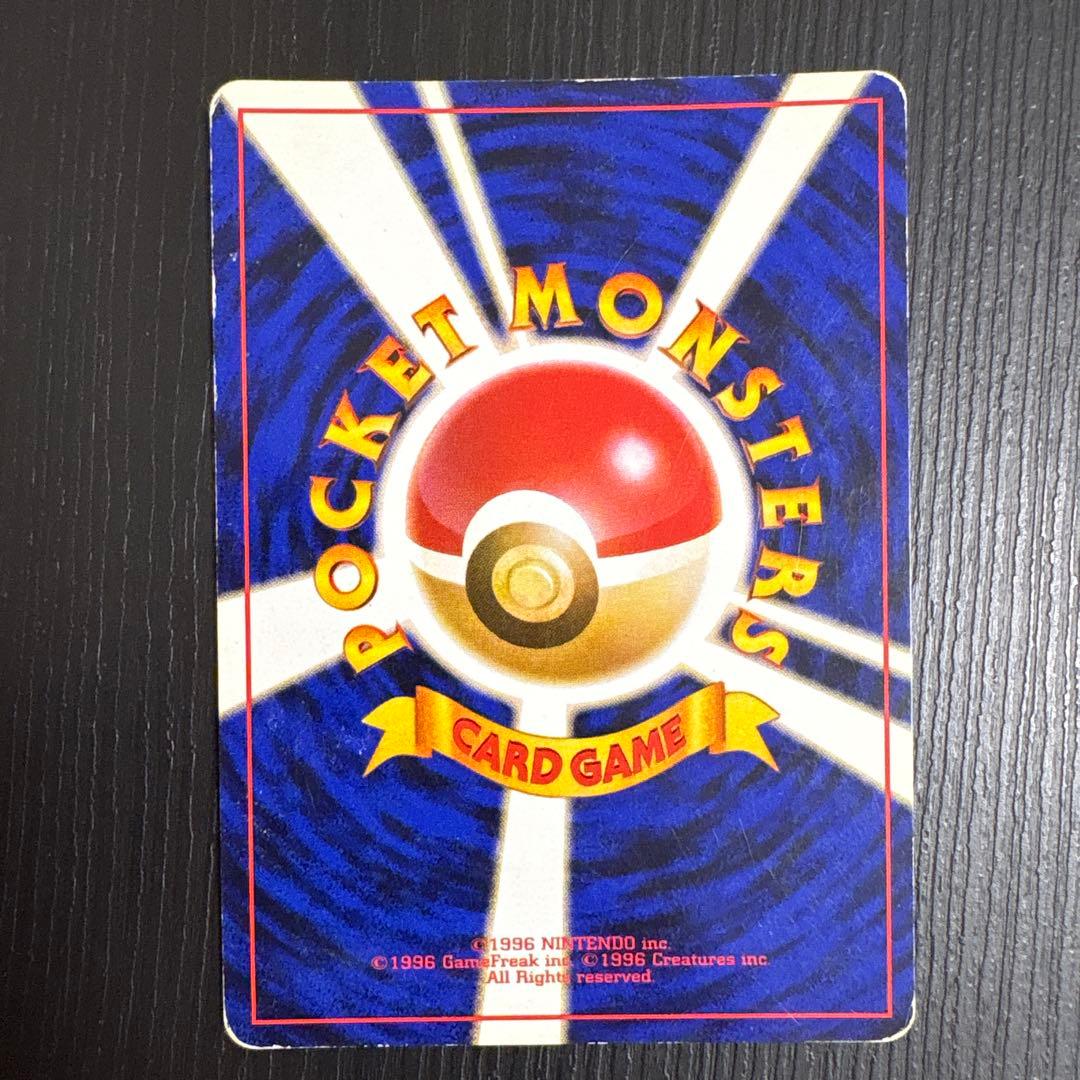 POCKET MONSTERS
CARD GAME
©1996 NINTENDO inc.
©1996 GameFreak inc. ©1996 Creatures inc.
All Rights reserved.